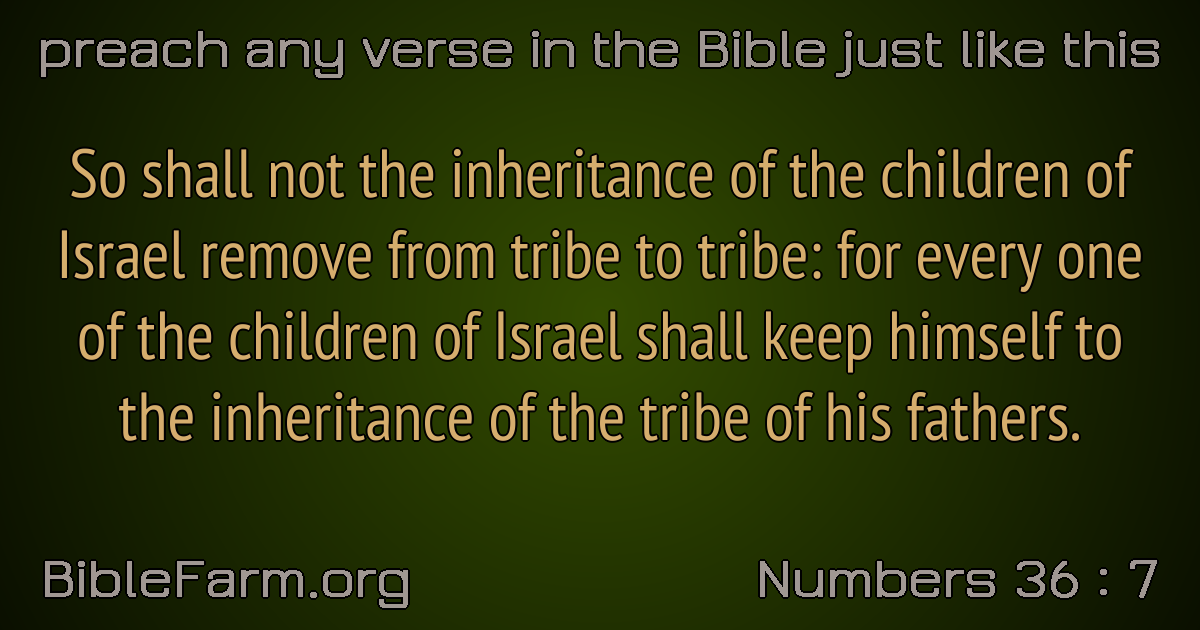 preach any verse in the Bible just like this
So shall not the inheritance of the children of
Israel remove from tribe to tribe: for every one
of the children of Israel shall keep himself to
the inheritance of the tribe of his fathers.
BibleFarm.org
Numbers 36 : 7